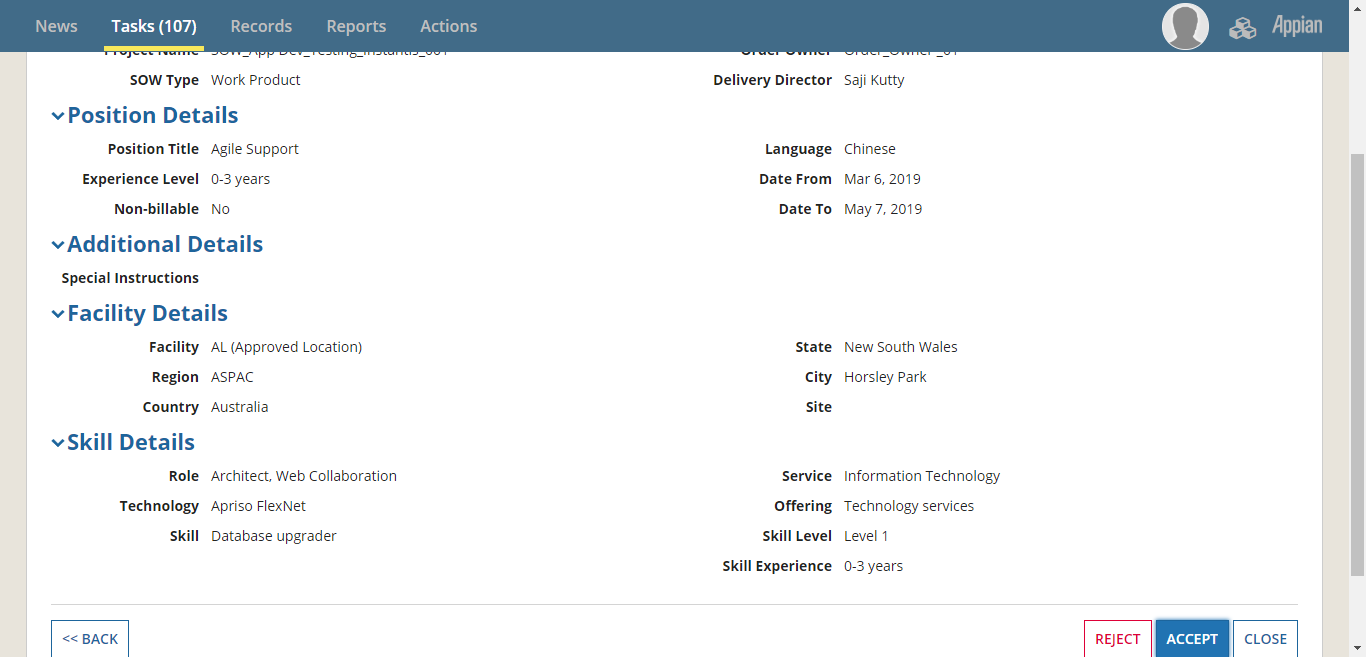 News Tasks (107) Records Reports Actions Appian
Project Name SOW_App Dev_Testing_Instantis_001 Order Owner Order_Owner_01
SOW Type Work Product Delivery Director Saji Kutty
Position Details
Position Title Agile Support Language Chinese
Experience Level 0-3 years Date From Mar 6, 2019
Non-billable No Date To May 7, 2019
Additional Details
Special Instructions
Facility Details
Facility AL (Approved Location) State New South Wales
Region ASPAC City Horsley Park
Country Australia Site
Skill Details
Role Architect, Web Collaboration Service Information Technology
Technology Apriso FlexNet Offering Technology services
Skill Database upgrader Skill Level Level 1
Skill Experience 0-3 years
<< BACK REJECT ACCEPT CLOSE